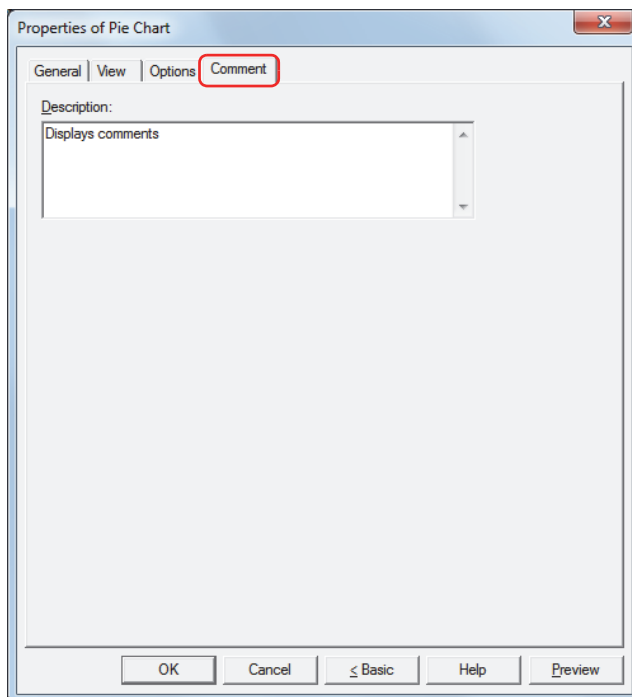 Properties of Pie Chart
General View Options Comment
Description:
Displays comments
OK Cancel < Basic Help Preview